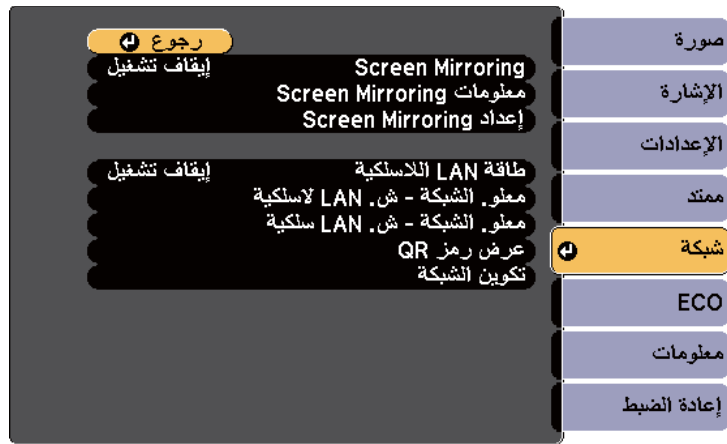 صورة
الإشارة
الإعدادات
ممتد
شبكة
ECO
معلومات
إعادة الضبط
رجوع
Screen Mirroring إيقاف تشغيل
معلومات Screen Mirroring
إعداد Screen Mirroring
طاقة LAN اللاسلكية إيقاف تشغيل
معلو. الشبكة - ش. LAN لاسلكية
معلو. الشبكة - ش. LAN سلكية
عرض رمز QR
تكوين الشبكة